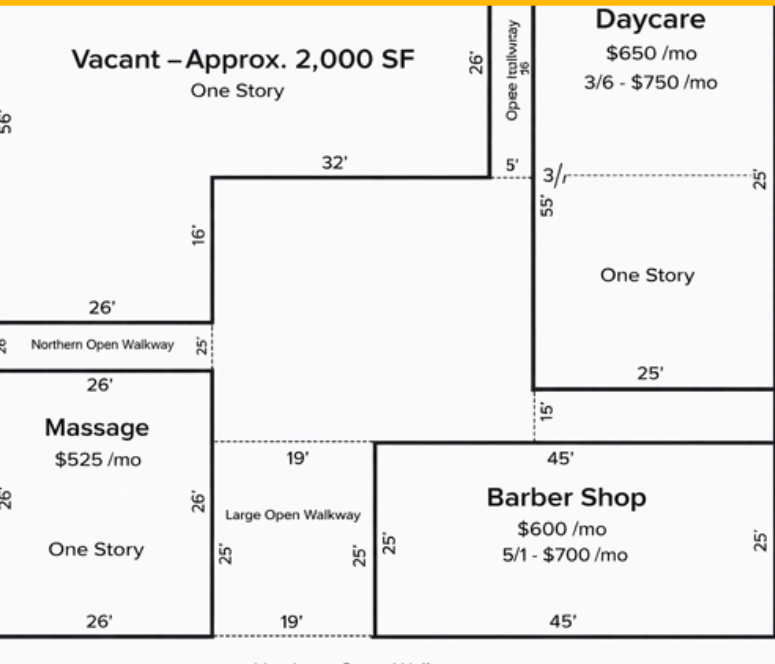 Daycare
$650 /mo
3/6 - $750 /mo
Vacant – Approx. 2,000 SF
One Story
26'
56'
32'
5'
25'
55'
16'
One Story
26'
Northern Open Walkway
25'
26'
25'
15'
Massage
$525 /mo
19'
45'
26'
26'
Large Open Walkway
Barber Shop
$600 /mo
5/1 - $700 /mo
One Story
25'
25'
25'
25'
26'
19'
45'